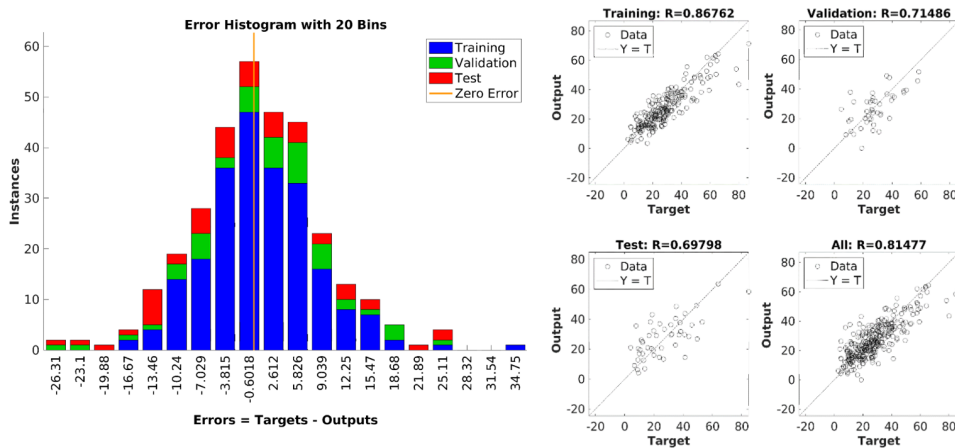 Error Histogram with 20 Bins
60
50
40
30
20
10
0
Instances
Training
Validation
Test
Zero Error
-26.31
-23.1
-19.88
-16.67
-13.46
-10.24
-7.029
-3.815
-0.6018
2.612
5.826
9.039
12.25
15.47
18.68
21.89
25.11
28.32
31.54
34.75
Errors = Targets - Outputs
Training: R=0.86762
80
60
40
20
0
-20
Output
Data
Y = T
-20 0 20 40 60 80
Target
Validation: R=0.71486
80
60
40
20
0
-20
Output
Data
Y = T
-20 0 20 40 60 80
Target
Test: R=0.69798
80
60
40
20
0
-20
Output
Data
Y = T
-20 0 20 40 60 80
Target
All: R=0.81477
80
60
40
20
0
-20
Output
Data
Y = T
-20 0 20 40 60 80
Target